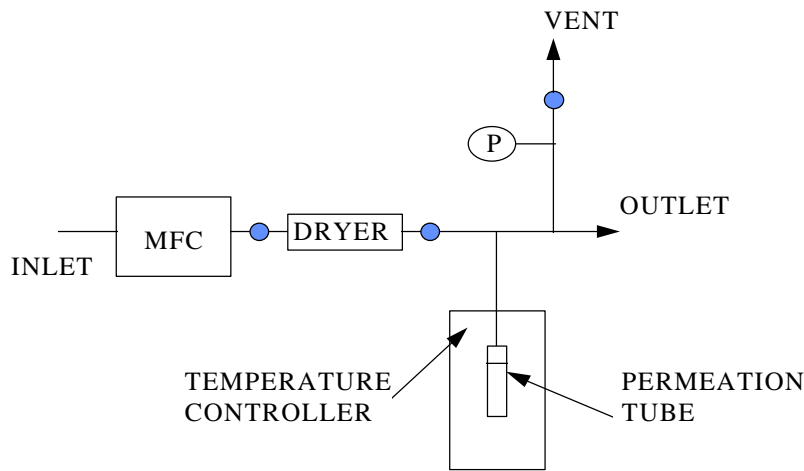 VENT
P
OUTLET
MFC
DRYER
INLET
TEMPERATURE
CONTROLLER
PERMEATION
TUBE